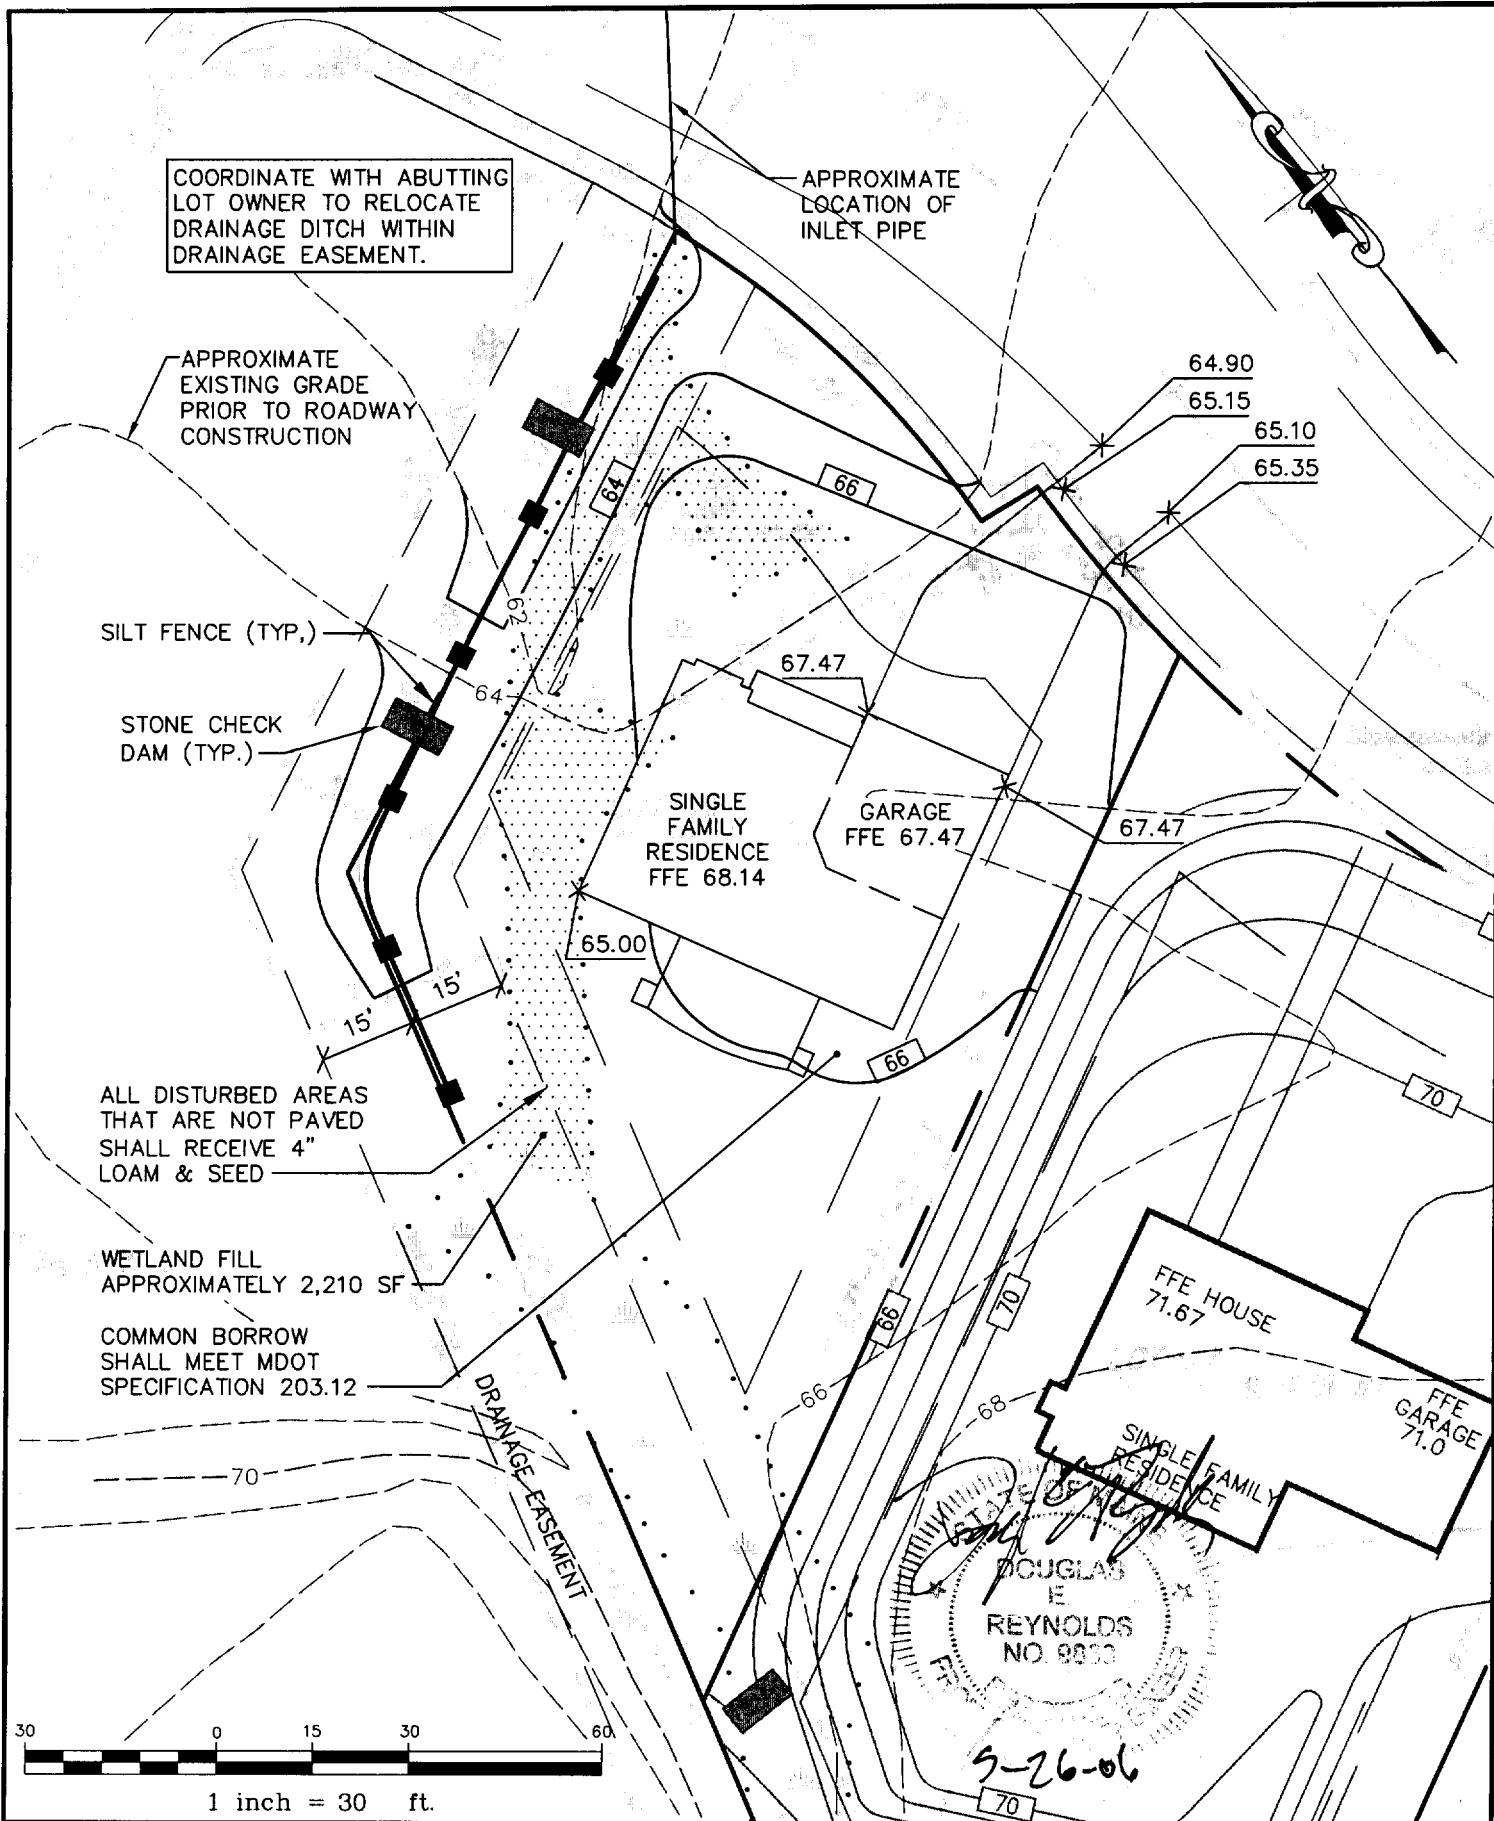 COORDINATE WITH ABUTTING
LOT OWNER TO RELOCATE
DRAINAGE DITCH WITHIN
DRAINAGE EASEMENT.
APPROXIMATE
LOCATION OF
INLET PIPE
APPROXIMATE
EXISTING GRADE
PRIOR TO ROADWAY
CONSTRUCTION
64.90
65.15
65.10
65.35
64
66
62
SILT FENCE (TYP,)
64
67.47
STONE CHECK
DAM (TYP.)
SINGLE
FAMILY
RESIDENCE
FFE 68.14
GARAGE
FFE 67.47
67.47
65.00
15'
15'
66
70
ALL DISTURBED AREAS
THAT ARE NOT PAVED
SHALL RECEIVE 4"
LOAM & SEED
WETLAND FILL
APPROXIMATELY 2,210 SF
COMMON BORROW
SHALL MEET MDOT
SPECIFICATION 203.12
66
70
FFE HOUSE
71.67
66
68
FFE
GARAGE
71.0
SINGLE FAMILY
RESIDENCE
DRAINAGE EASEMENT
70
STATE OF
DOUGLAS
E
REYNOLDS
NO.
5-26-06
70
30 0 15 30 60
1 inch = 30 ft.